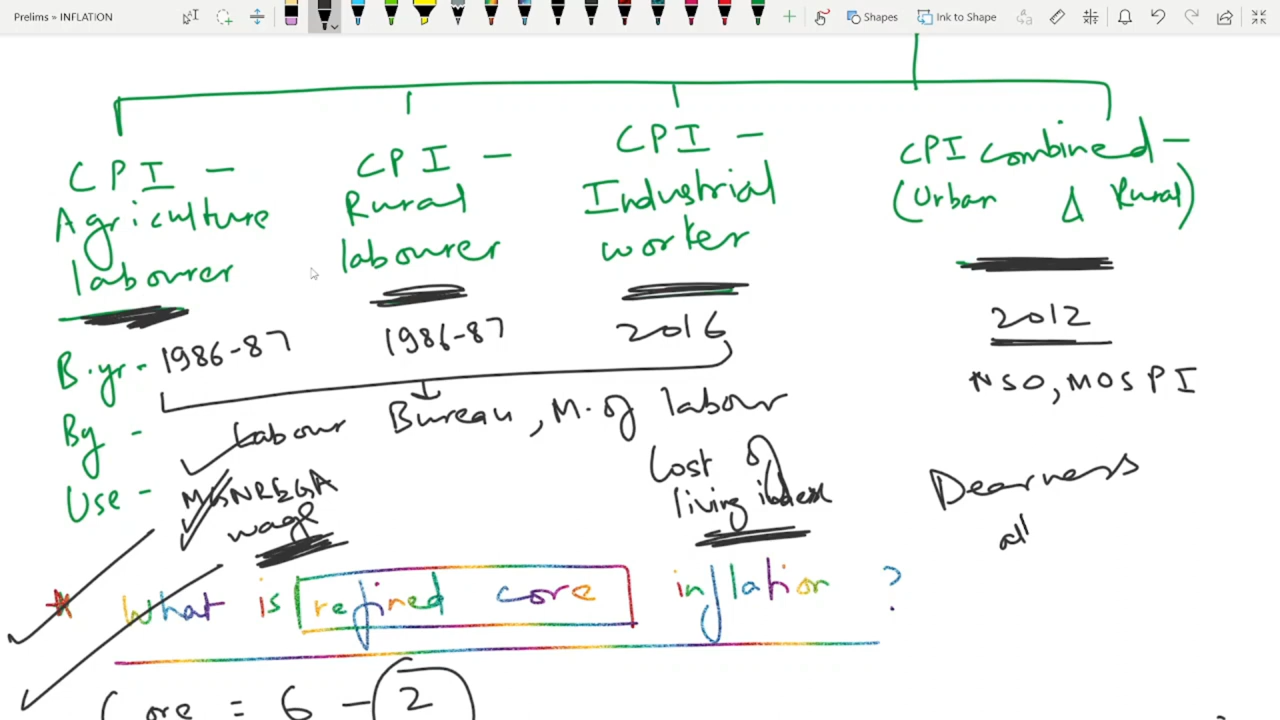 Prelims » INFLATION
Shapes
Ink to Shape
CPI -
Agriculture
labourer
CPI -
Rural
labourer
CPI -
Industrial
worker
CPI combined -
(Urban & Rural)
B.yr - 1986-87 1986-87 2016 2012
By - Labour Bureau, M. of labour NSO, MOSPI
Use - MGNREGA
wage
Cost of
living index
Dearness
all
* What is refined core inflation ?
Core = 6 - 2